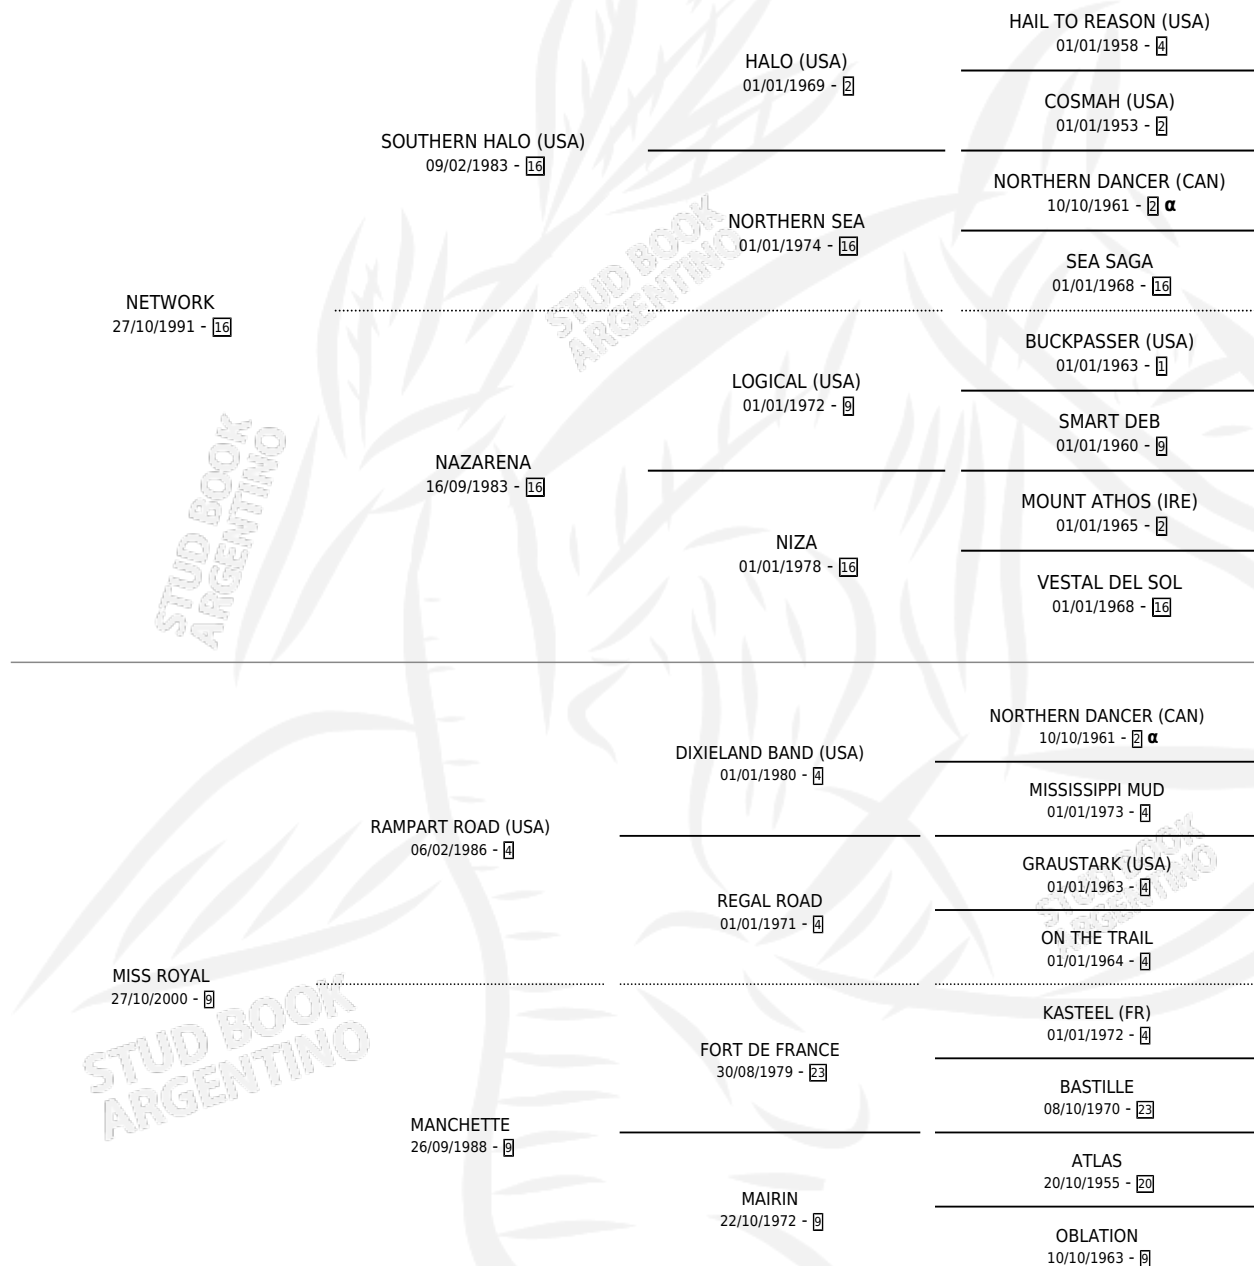 HAIL TO REASON (USA)
01/01/1958 - 4
HALO (USA)
01/01/1969 - 2
COSMAH (USA)
01/01/1953 - 2
SOUTHERN HALO (USA)
09/02/1983 - 16
NORTHERN DANCER (CAN)
10/10/1961 - 2 α
NORTHERN SEA
01/01/1974 - 16
SEA SAGA
01/01/1968 - 16
NETWORK
27/10/1991 - 16
BUCKPASSER (USA)
01/01/1963 - 1
LOGICAL (USA)
01/01/1972 - 9
SMART DEB
01/01/1960 - 9
NAZARENA
16/09/1983 - 16
MOUNT ATHOS (IRE)
01/01/1965 - 2
NIZA
01/01/1978 - 16
VESTAL DEL SOL
01/01/1968 - 16
NORTHERN DANCER (CAN)
10/10/1961 - 2 α
DIXIELAND BAND (USA)
01/01/1980 - 4
MISSISSIPPI MUD
01/01/1973 - 4
RAMPART ROAD (USA)
06/02/1986 - 4
GRAUSTARK (USA)
01/01/1963 - 4
REGAL ROAD
01/01/1971 - 4
ON THE TRAIL
01/01/1964 - 4
MISS ROYAL
27/10/2000 - 9
KASTEEL (FR)
01/01/1972 - 4
FORT DE FRANCE
30/08/1979 - 23
BASTILLE
08/10/1970 - 23
MANCHETTE
26/09/1988 - 9
ATLAS
20/10/1955 - 20
MAIRIN
22/10/1972 - 9
OBLATION
10/10/1963 - 9
STUD BOOK
ARGENTINO
STUD BOOK
ARGENTINO
STUD BOOK
ARGENTINO
STUD BOOK
ARGENTINO